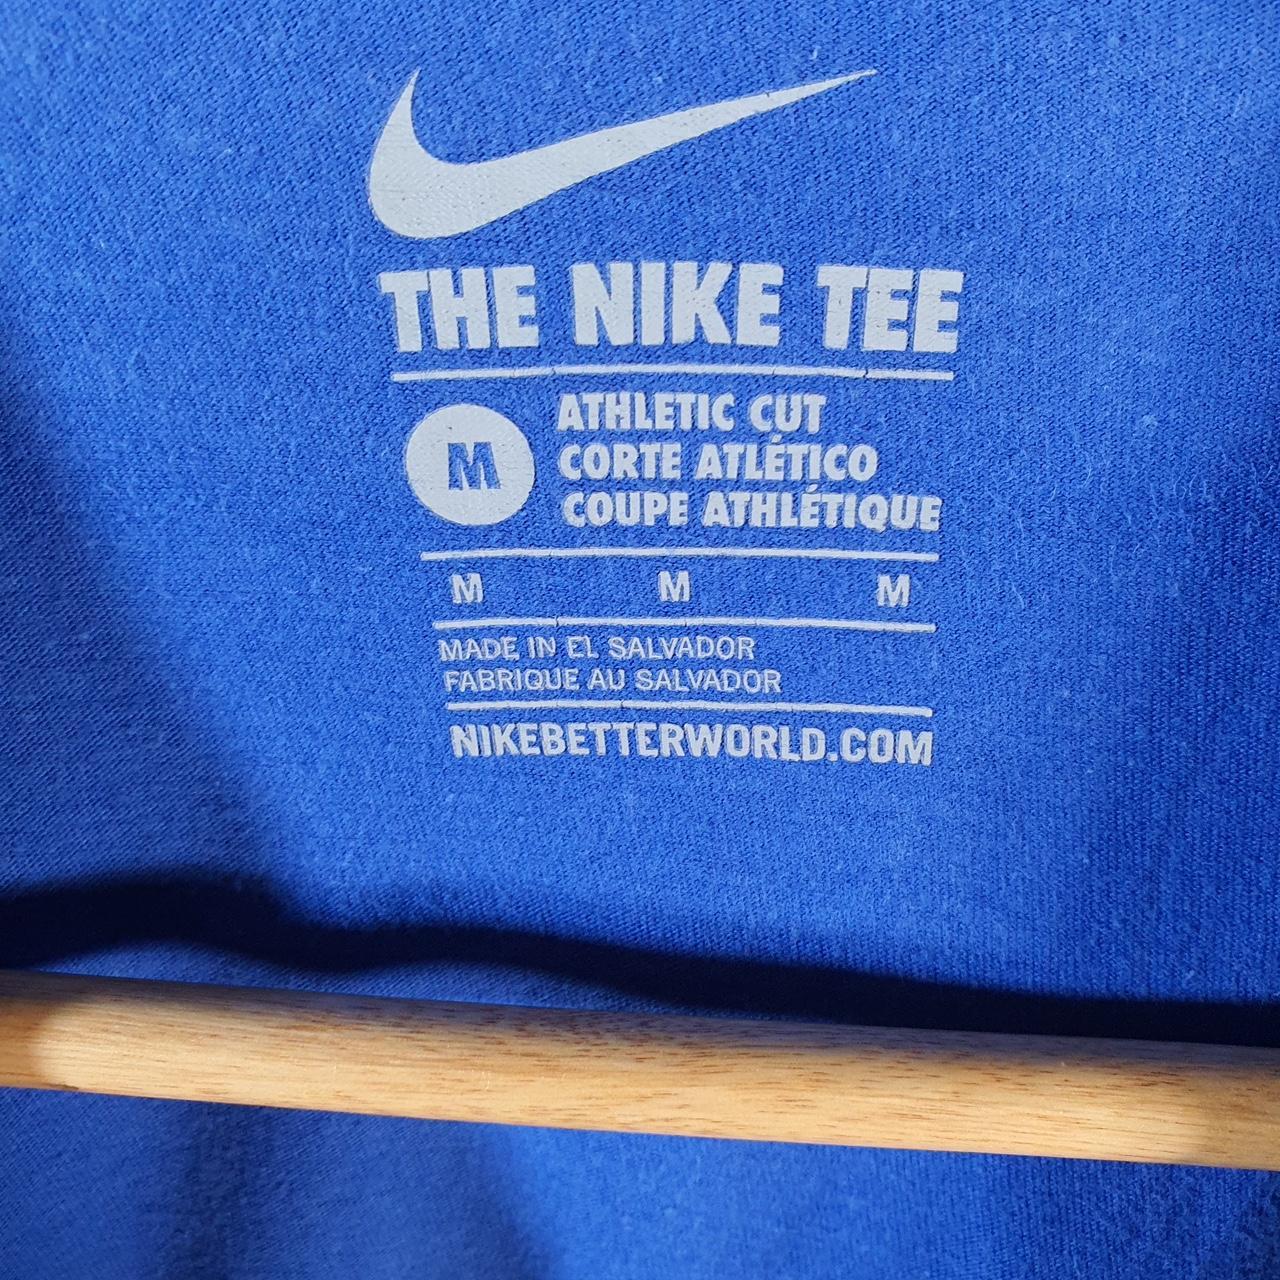 THE NIKE TEE
M
ATHLETIC CUT
CORTE ATLÉTICO
COUPE ATHLÉTIQUE
M M M
MADE IN EL SALVADOR
FABRIQUE AU SALVADOR
NIKEBETTERWORLD.COM